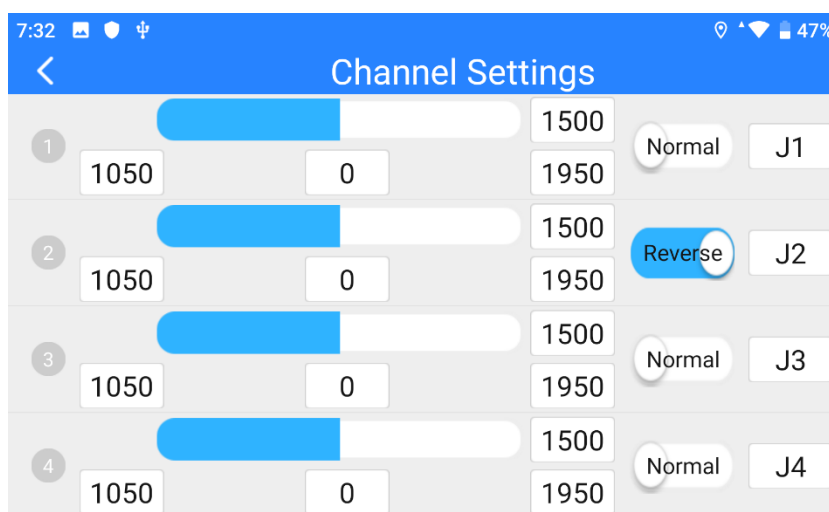 7:32 47%
Channel Settings
1 1500 Normal J1
1050 0 1950
2 1500 Reverse J2
1050 0 1950
3 1500 Normal J3
1050 0 1950
4 1500 Normal J4
1050 0 1950